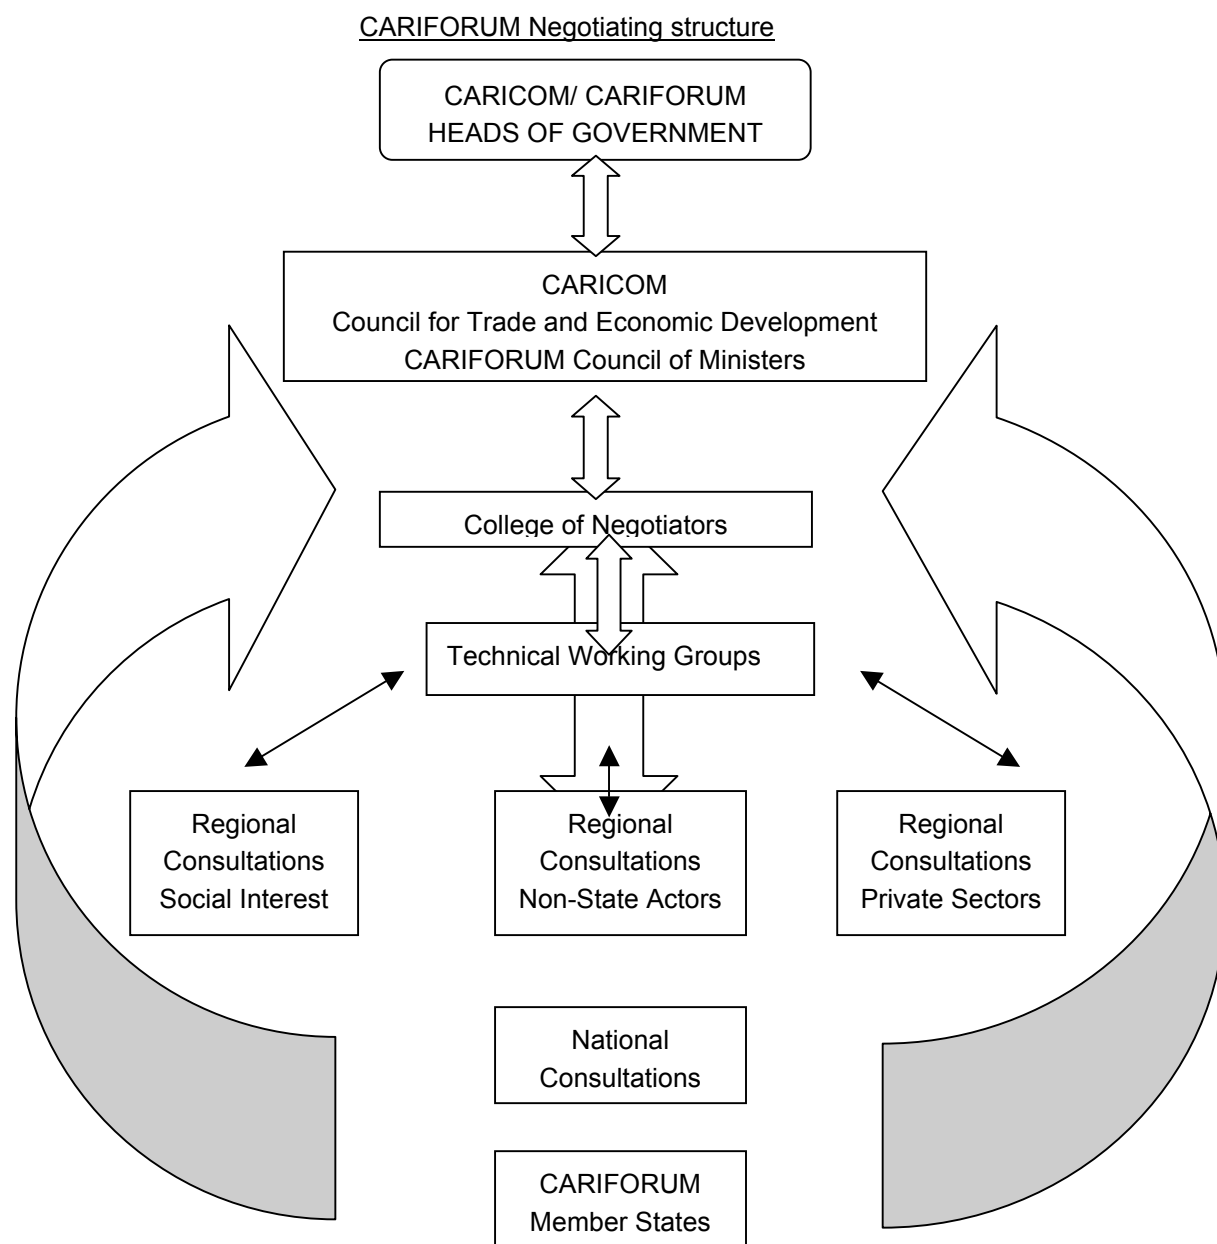 CARIFORUM Negotiating structure
CARICOM/ CARIFORUM
HEADS OF GOVERNMENT
CARICOM
Council for Trade and Economic Development
CARIFORUM Council of Ministers
College of Negotiators
Technical Working Groups
Regional
Consultations
Social Interest
Regional
Consultations
Non-State Actors
Regional
Consultations
Private Sectors
National
Consultations
CARIFORUM
Member States